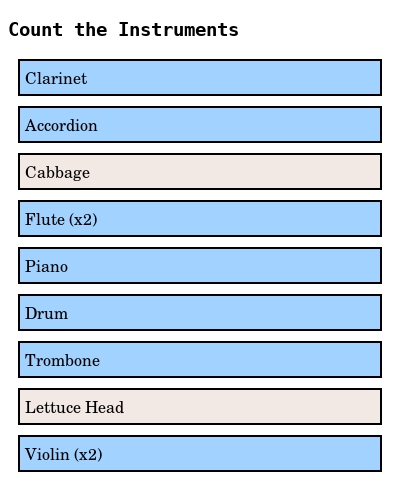 Count the Instruments
Clarinet
Accordion
Cabbage
Flute (x2)
Piano
Drum
Trombone
Lettuce Head
Violin (x2)